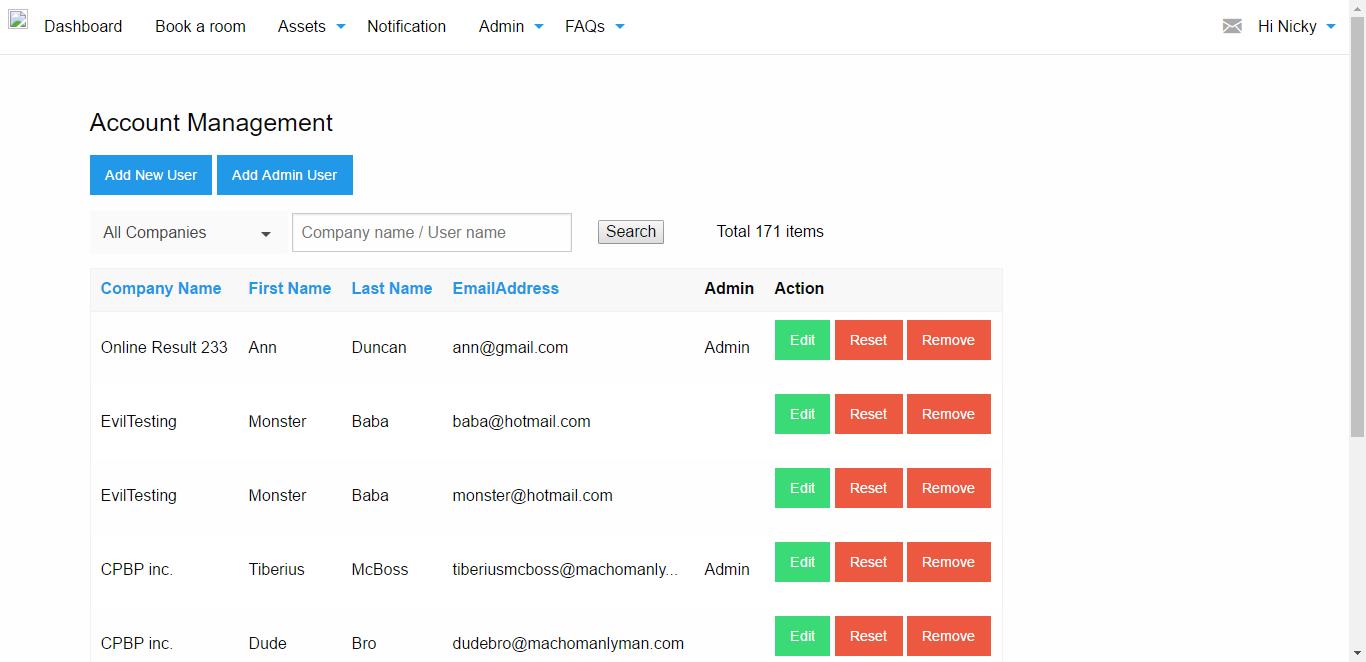 Dashboard Book a room Assets Notification Admin FAQs Hi Nicky
Account Management
Add New User Add Admin User
All Companies Company name / User name Search Total 171 items
Company Name First Name Last Name EmailAddress Admin Action
Online Result 233 Ann Duncan ann@gmail.com Admin Edit Reset Remove
EvilTesting Monster Baba baba@hotmail.com Edit Reset Remove
EvilTesting Monster Baba monster@hotmail.com Edit Reset Remove
CPBP inc. Tiberius McBoss tiberiusmcboss@machomanly... Admin Edit Reset Remove
CPBP inc. Dude Bro dudebro@machomanlyman.com Edit Reset Remove